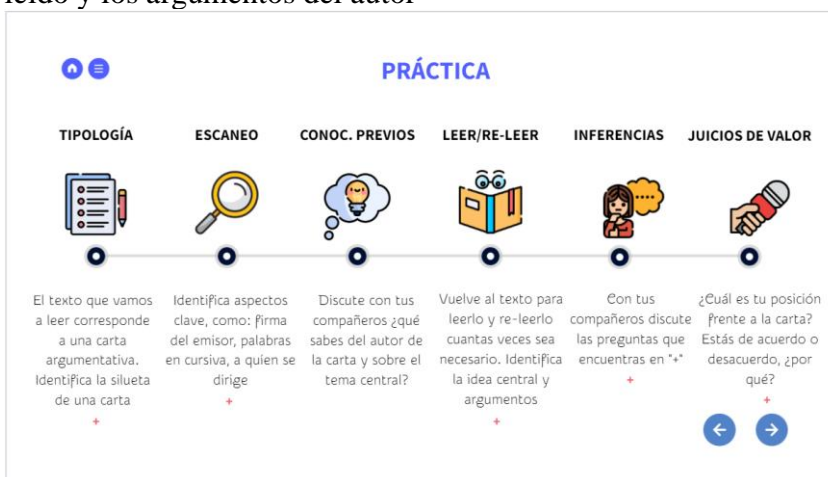 leído y los argumentos del autor
PRÁCTICA
TIPOLOGÍA
El texto que vamos
a leer corresponde
a una carta
argumentativa.
Identifica la silueta
de una carta
+
ESCANEO
Identifica aspectos
clave, como: firma
del emisor, palabras
en cursiva, a quien se
dirige
+
CONOC. PREVIOS
Discute con tus
compañeros ¿qué
sabes del autor de
la carta y sobre el
tema central?
LEER/RE-LEER
Vuelve al texto para
leerlo y re-leerlo
cuantas veces sea
necesario. Identifica
la idea central y
argumentos
+
INFERENCIAS
Con tus
compañeros discute
las preguntas que
encuentras en "+"
+
JUICIOS DE VALOR
¿Cuál es tu posición
frente a la carta?
Estás de acuerdo o
desacuerdo, ¿por
qué?
+